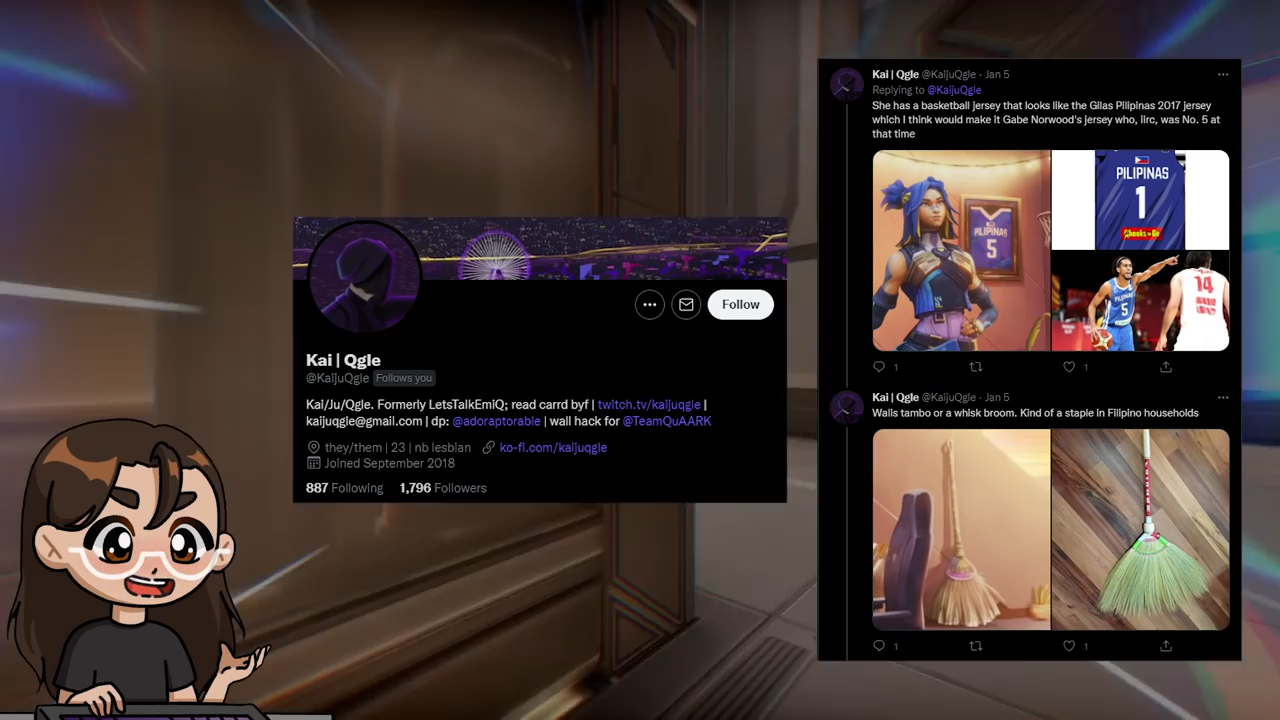 Follow
Kai | Qgle
@KaijuQgle Follows you
Kai/Ju/Qgle. Formerly LetsTalkEmiQ; read carrd byf | twitch.tv/kaijuqgle |
kaijuqgle@gmail.com | dp: @adoraptorable | wall hack for @TeamQuAARK
they/them | 23 | nb lesbian ko-fi.com/kaijuqgle
Joined September 2018
887 Following 1,796 Followers
Kai | Qgle @KaijuQgle · Jan 5
Replying to @KaijuQgle
She has a basketball jersey that looks like the Gilas Pilipinas 2017 jersey
which I think would make it Gabe Norwood's jersey who, iirc, was No. 5 at
that time
PILIPINAS
5
PILIPINAS
1
Chooks to Go
PILIPINAS
5
14
1 1
Kai | Qgle @KaijuQgle · Jan 5
Walis tambo or a whisk broom. Kind of a staple in Filipino households
1 1